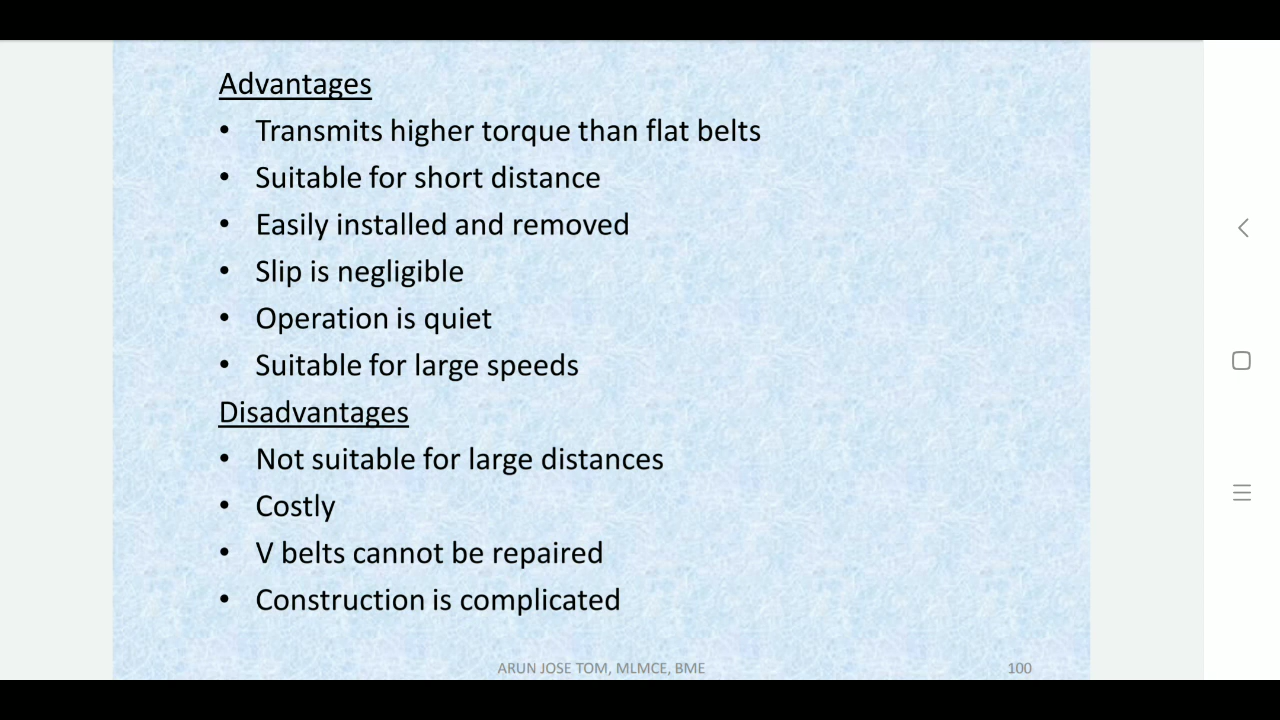 Advantages
• Transmits higher torque than flat belts
• Suitable for short distance
• Easily installed and removed
• Slip is negligible
• Operation is quiet
• Suitable for large speeds
Disadvantages
• Not suitable for large distances
• Costly
• V belts cannot be repaired
• Construction is complicated
ARUN JOSE TOM, MLMCE, BME 100